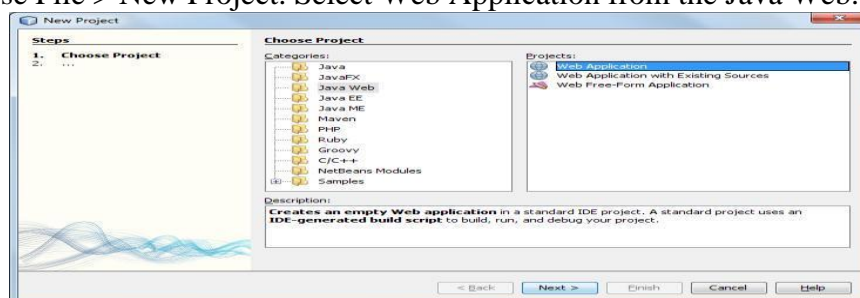 se File > New Project. Select Web Application from the Java Web.
New Project
Steps
1. Choose Project
2. ...
Choose Project
Categories:
Java
JavaFX
Java Web
Java EE
Java ME
Maven
PHP
Ruby
Groovy
C/C++
NetBeans Modules
Samples
Projects:
Web Application
Web Application with Existing Sources
Web Free-Form Application
Description:
Creates an empty Web application in a standard IDE project. A standard project uses an
IDE-generated build script to build, run, and debug your project.
< Back Next > Finish Cancel Help